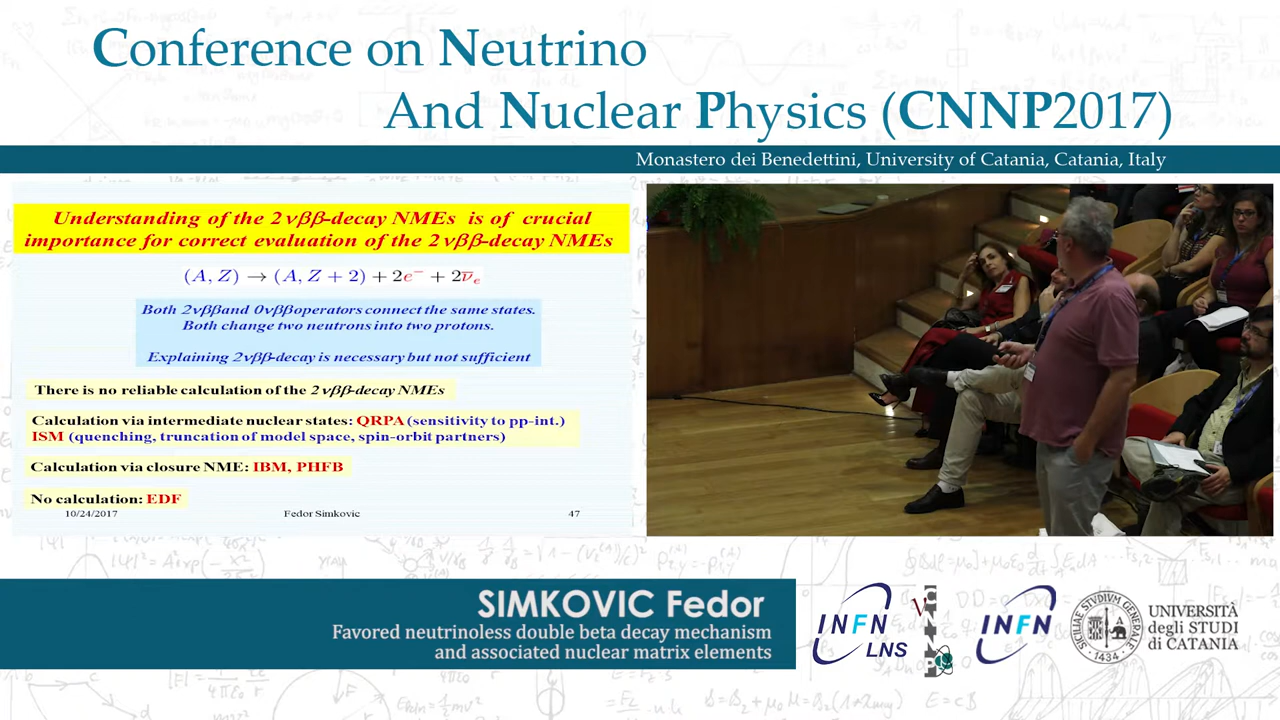 Conference on Neutrino
And Nuclear Physics (CNNP2017)
Monastero dei Benedettini, University of Catania, Catania, Italy
Understanding of the 2νββ-decay NMEs is of crucial
importance for correct evaluation of the 2νββ-decay NMEs
(A, Z) → (A, Z + 2) + 2e⁻ + 2ν̅ₑ
Both 2νββand 0νββoperators connect the same states.
Both change two neutrons into two protons.
Explaining 2νββ-decay is necessary but not sufficient
There is no reliable calculation of the 2νββ-decay NMEs
Calculation via intermediate nuclear states: QRPA (sensitivity to pp-int.)
ISM (quenching, truncation of model space, spin-orbit partners)
Calculation via closure NME: IBM, PHFB
No calculation: EDF
10/24/2017 Fedor Simkovic 47
SIMKOVIC Fedor
Favored neutrinoless double beta decay mechanism
and associated nuclear matrix elements
INFN
LNS
CNNP
INFN
SICILIAE STUDIUM GENERALE
1434
UNIVERSITÀ
degli STUDI
di CATANIA